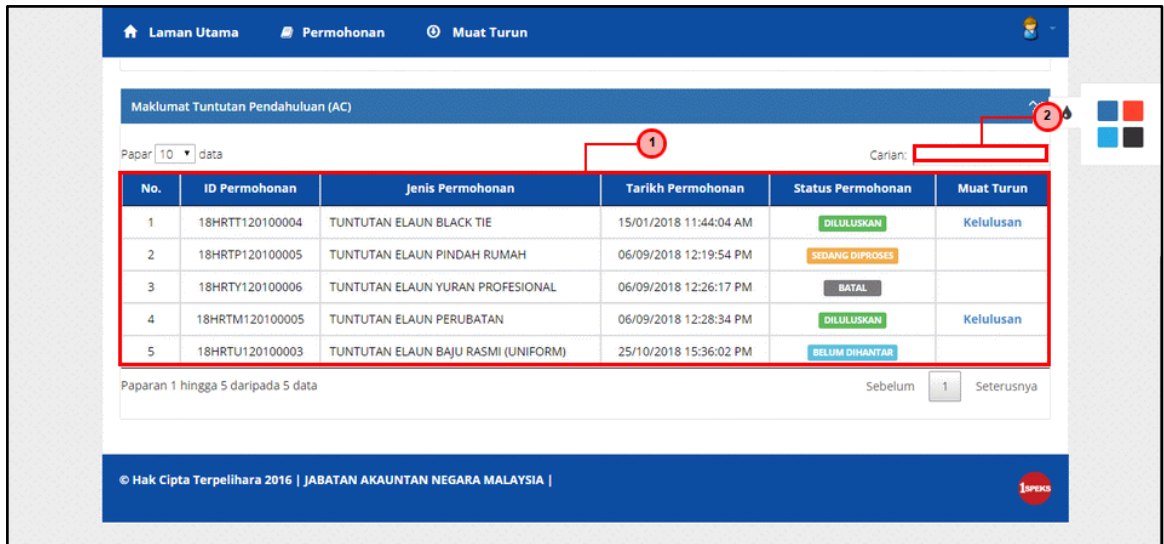 Laman Utama Permohonan Muat Turun
Maklumat Tuntutan Pendahuluan (AC)
2
1
Papar 10 data Carian:
No. ID Permohonan Jenis Permohonan Tarikh Permohonan Status Permohonan Muat Turun
1 18HRTT120100004 TUNTUTAN ELAUN BLACK TIE 15/01/2018 11:44:04 AM DILULUSKAN Kelulusan
2 18HRTP120100005 TUNTUTAN ELAUN PINDAH RUMAH 06/09/2018 12:19:54 PM SEDANG DIPROSES
3 18HRTY120100006 TUNTUTAN ELAUN YURAN PROFESIONAL 06/09/2018 12:26:17 PM BATAL
4 18HRTM120100005 TUNTUTAN ELAUN PERUBATAN 06/09/2018 12:28:34 PM DILULUSKAN Kelulusan
5 18HRTU120100003 TUNTUTAN ELAUN BAJU RASMI (UNIFORM) 25/10/2018 15:36:02 PM BELUM DIHANTAR
Paparan 1 hingga 5 daripada 5 data Sebelum 1 Seterusnya
© Hak Cipta Terpelihara 2016 | JABATAN AKAUNTAN NEGARA MALAYSIA |
1SPEKS